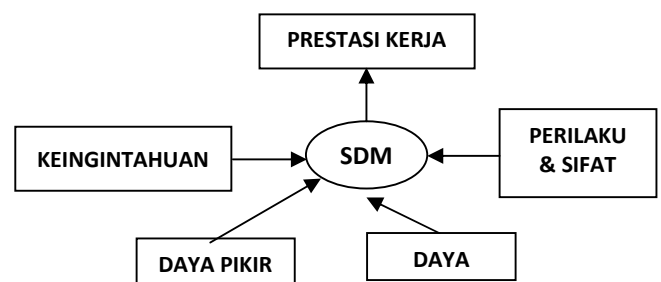 PRESTASI KERJA
KEINGINTAHUAN
SDM
PERILAKU
& SIFAT
DAYA PIKIR
DAYA